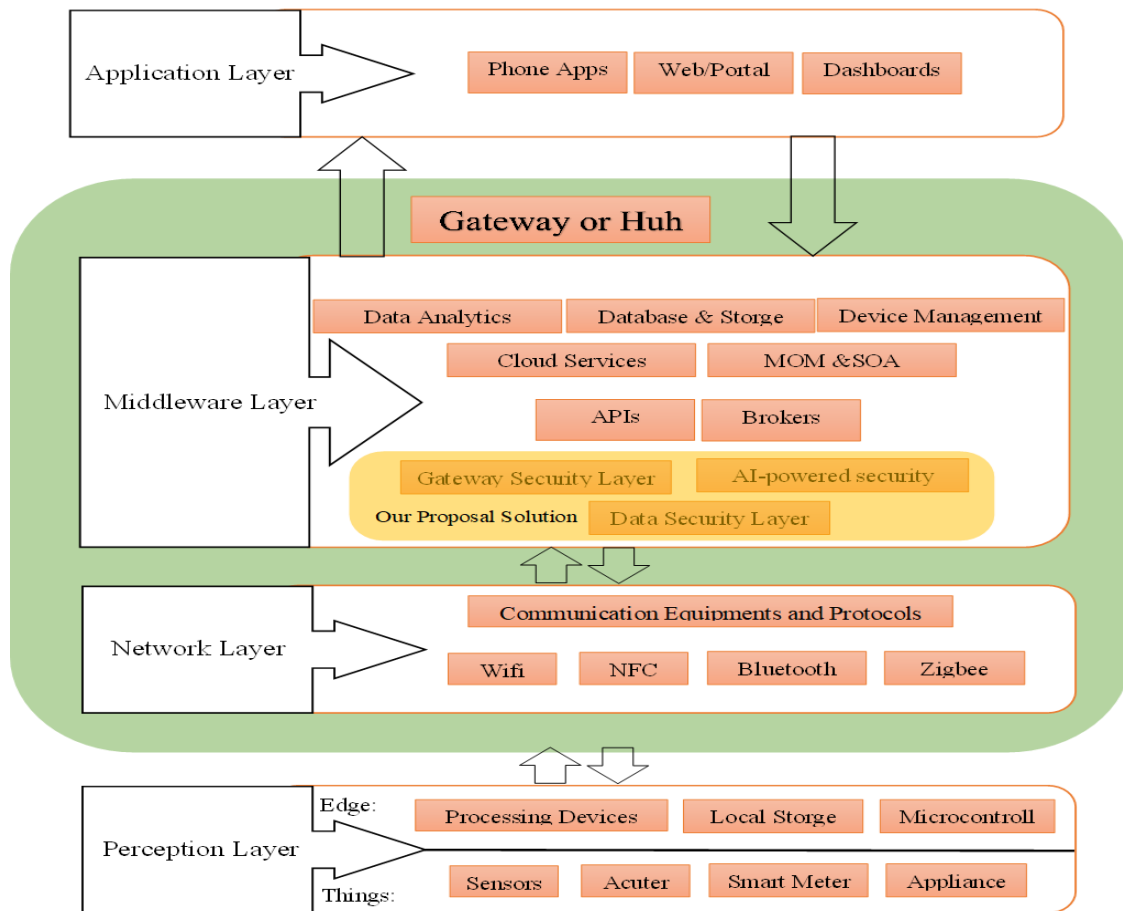 Application Layer
Phone Apps
Web/Portal
Dashboards
Gateway or Huh
Middleware Layer
Data Analytics
Database & Storge
Device Management
Cloud Services
MOM &SOA
APIs
Brokers
Gateway Security Layer
AI-powered security
Our Proposal Solution
Data Security Layer
Network Layer
Communication Equipments and Protocols
Wifi
NFC
Bluetooth
Zigbee
Perception Layer
Edge:
Processing Devices
Local Storge
Microcontroll
Things:
Sensors
Acuter
Smart Meter
Appliance